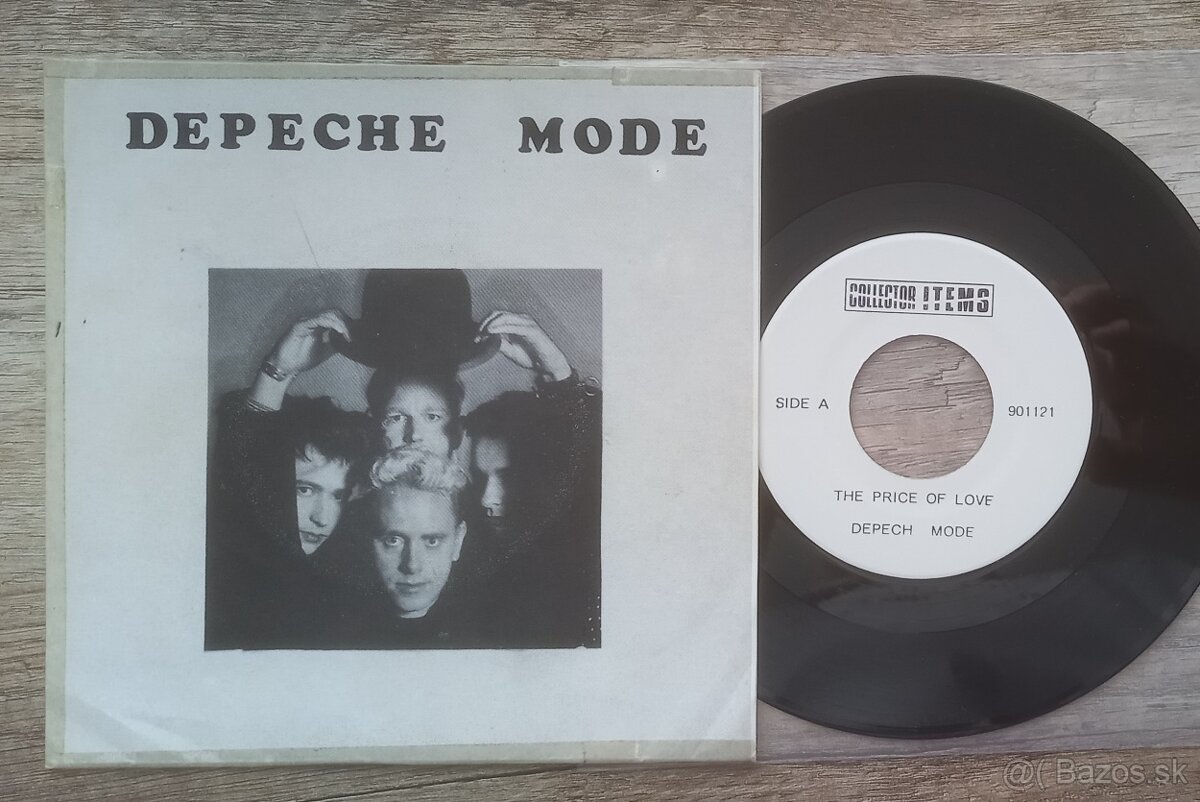 DEPECHE MODE
COLLECTOR ITEMS
SIDE A
901121
THE PRICE OF LOVE
DEPECH MODE
@( Bazos.sk